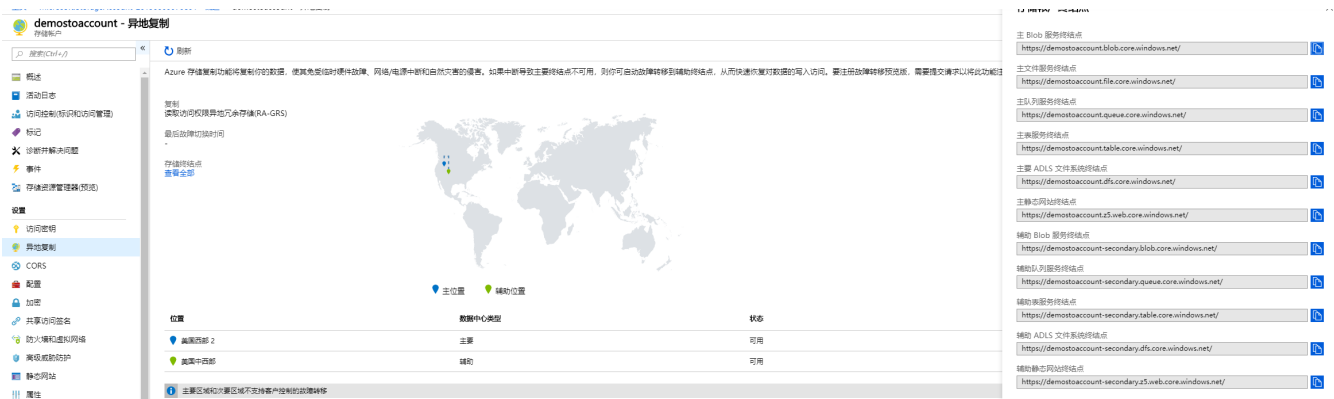 demostoaccount - 异地复制
存储帐户
搜索(Ctrl+/)
«
概述
活动日志
访问控制(标识和访问管理)
标记
诊断并解决问题
事件
存储资源管理器(预览)
设置
访问密钥
异地复制
CORS
配置
加密
共享访问签名
防火墙和虚拟网络
高级威胁防护
静态网站
属性
刷新
Azure 存储复制功能将复制你的数据，使其免受临时硬件故障、网络/电源中断和自然灾害的侵害。如果中断导致主要终结点不可用，则你可启动故障转移到辅助终结点，从而快速恢复对数据的写入访问。要注册故障转移预览版，需要提交请求以将此功能注
复制
读取访问权限异地冗余存储(RA-GRS)
最后故障切换时间
-
存储终结点
查看全部
主位置 辅助位置
位置 数据中心类型 状态
美国西部 2 主要 可用
美国中西部 辅助 可用
主要区域和次要区域不支持客户控制的故障转移
主 Blob 服务终结点
https://demostoaccount.blob.core.windows.net/
主文件服务终结点
https://demostoaccount.file.core.windows.net/
主队列服务终结点
https://demostoaccount.queue.core.windows.net/
主表服务终结点
https://demostoaccount.table.core.windows.net/
主要 ADLS 文件系统终结点
https://demostoaccount.dfs.core.windows.net/
主静态网站终结点
https://demostoaccount.z5.web.core.windows.net/
辅助 Blob 服务终结点
https://demostoaccount-secondary.blob.core.windows.net/
辅助队列服务终结点
https://demostoaccount-secondary.queue.core.windows.net/
辅助表服务终结点
https://demostoaccount-secondary.table.core.windows.net/
辅助 ADLS 文件系统终结点
https://demostoaccount-secondary.dfs.core.windows.net/
辅助静态网站终结点
https://demostoaccount-secondary.z5.web.core.windows.net/